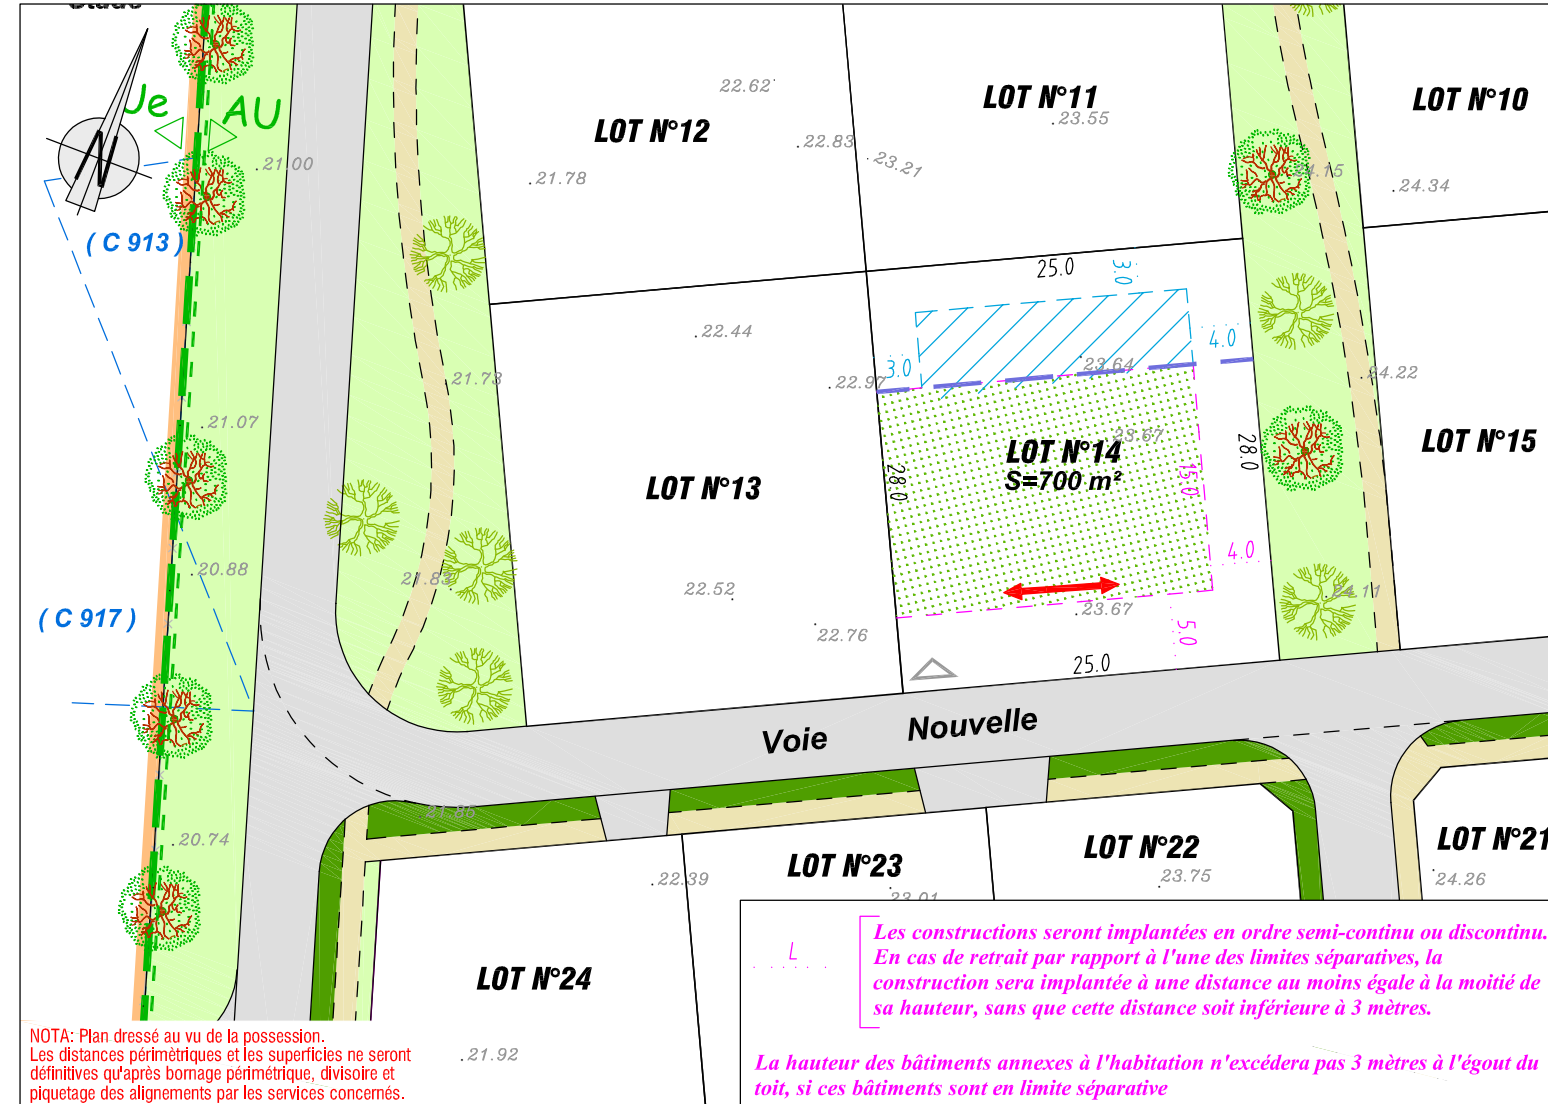 Je
AU
N
LOT N°12
LOT N°11
LOT N°10
22.62
23.55
22.83
23.21
21.00
21.78
24.15
24.34
( C 913 )
25.0
3.0
22.44
3.0
4.0
23.64
21.73
22.97
24.22
21.07
23.67
LOT N°13
LOT N°14
S=700 m²
LOT N°15
28.0
15.0
28.0
4.0
20.88
21.83
22.52
24.11
( C 917 )
22.76
23.67
5.0
25.0
Voie Nouvelle
21.85
20.74
LOT N°23
LOT N°22
LOT N°21
22.39
23.01
23.75
24.26
LOT N°24
21.92
L
Les constructions seront implantées en ordre semi-continu ou discontinu.
En cas de retrait par rapport à l'une des limites séparatives, la
construction sera implantée à une distance au moins égale à la moitié de
sa hauteur, sans que cette distance soit inférieure à 3 mètres.
La hauteur des bâtiments annexes à l'habitation n'excédera pas 3 mètres à l'égout du
toit, si ces bâtiments sont en limite séparative
NOTA: Plan dressé au vu de la possession.
Les distances périmètriques et les superficies ne seront
définitives qu'après bornage périmétrique, divisoire et
piquetage des alignements par les services concernés.